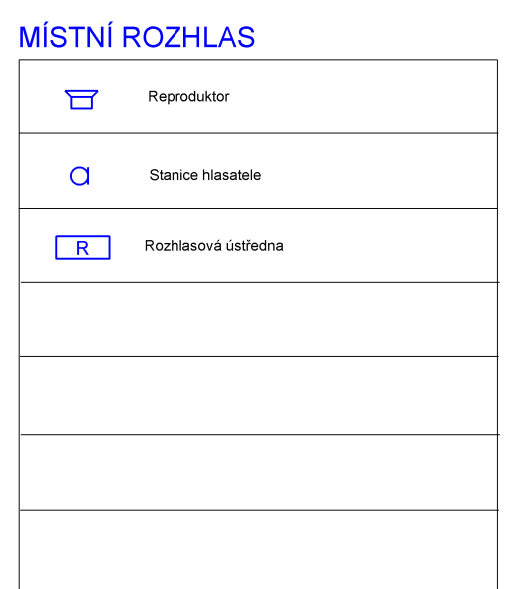 MÍSTNÍ ROZHLAS
Reproduktor
Stanice hlasatele
R Rozhlasová ústředna